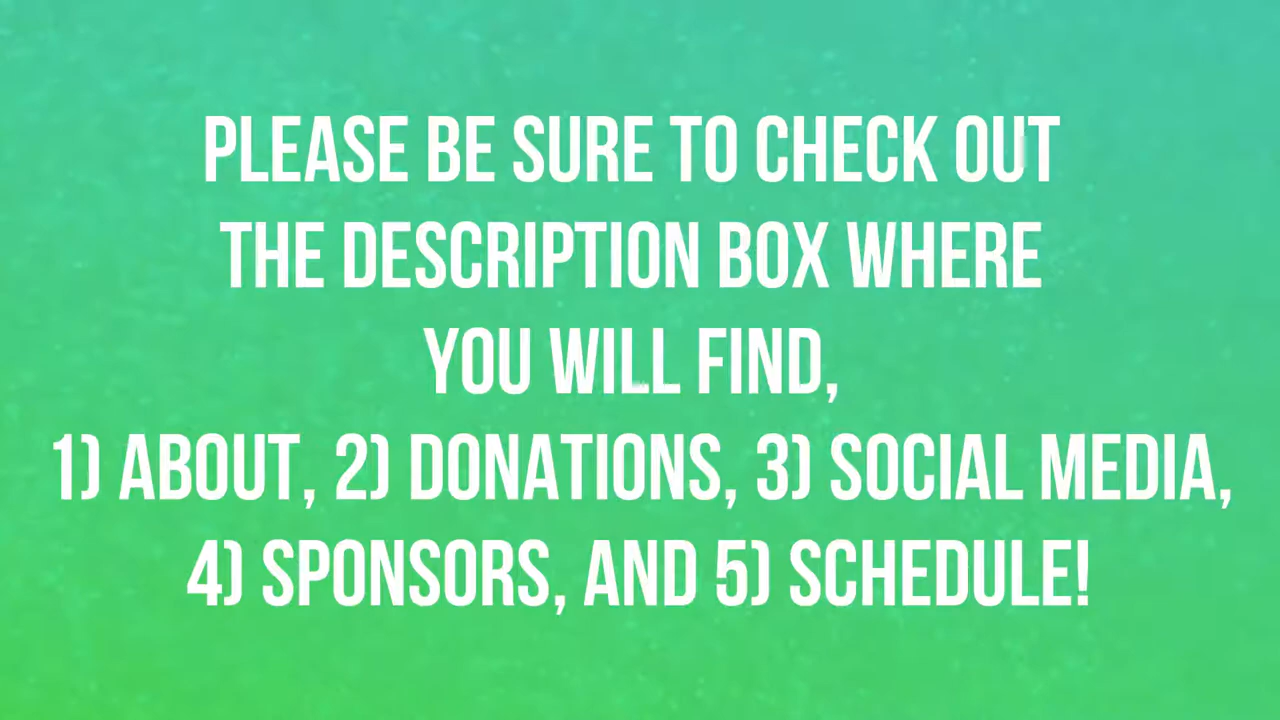 PLEASE BE SURE TO CHECK OUT
THE DESCRIPTION BOX WHERE
YOU WILL FIND,
1) ABOUT, 2) DONATIONS, 3) SOCIAL MEDIA,
4) SPONSORS, AND 5) SCHEDULE!